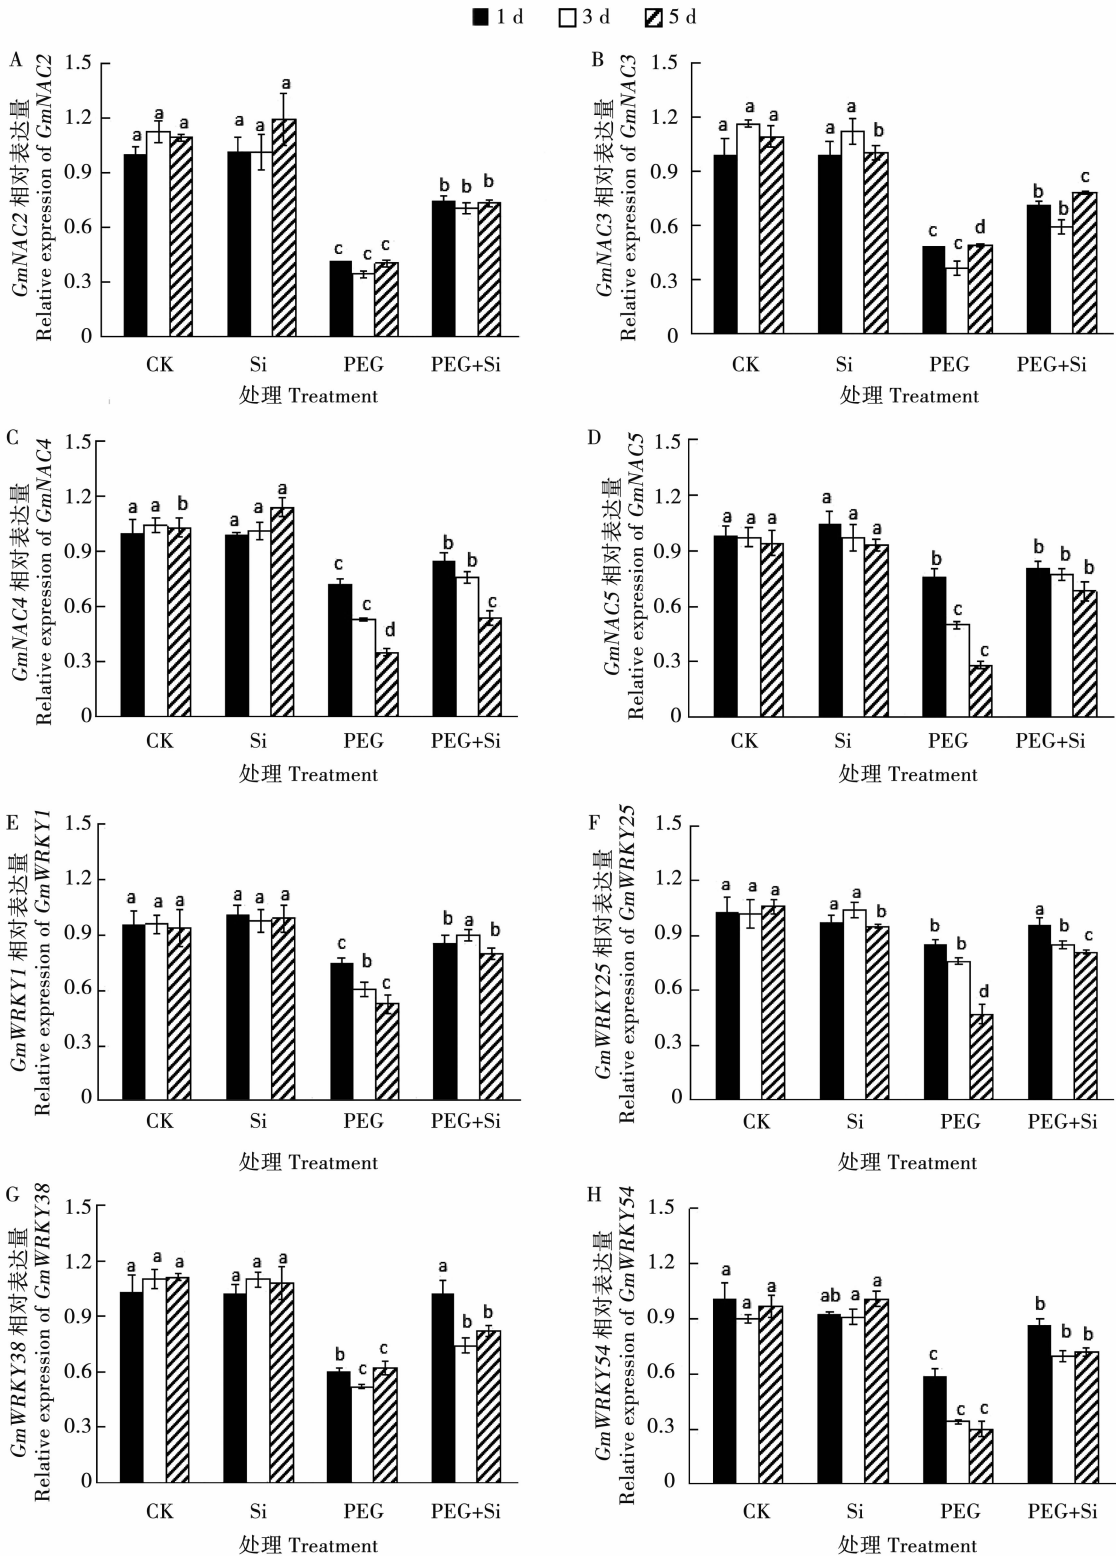 1 d 3 d 5 d
A
GmNAC2 相对表达量
Relative expression of GmNAC2
1.5
1.2
0.9
0.6
0.3
0
a a a
a a a
c c c
b b b
CK Si PEG PEG+Si
处理 Treatment
B
GmNAC3 相对表达量
Relative expression of GmNAC3
1.5
1.2
0.9
0.6
0.3
0
a a a
a a b
c c d
b b c
CK Si PEG PEG+Si
处理 Treatment
C
GmNAC4 相对表达量
Relative expression of GmNAC4
1.5
1.2
0.9
0.6
0.3
0
a a b
a a a
c c d
b b c
CK Si PEG PEG+Si
处理 Treatment
D
GmNAC5 相对表达量
Relative expression of GmNAC5
1.5
1.2
0.9
0.6
0.3
0
a a a
a a a
b c c
b b b
CK Si PEG PEG+Si
处理 Treatment
E
GmWRKY1 相对表达量
Relative expression of GmWRKY1
1.5
1.2
0.9
0.6
0.3
0
a a a
a a a
c b c
b a b
CK Si PEG PEG+Si
处理 Treatment
F
GmWRKY25 相对表达量
Relative expression of GmWRKY25
1.5
1.2
0.9
0.6
0.3
0
a a a
a a b
b b d
a b c
CK Si PEG PEG+Si
处理 Treatment
G
GmWRKY38 相对表达量
Relative expression of GmWRKY38
1.5
1.2
0.9
0.6
0.3
0
a a a
a a a
b c c
a b b
CK Si PEG PEG+Si
处理 Treatment
H
GmWRKY54 相对表达量
Relative expression of GmWRKY54
1.5
1.2
0.9
0.6
0.3
0
a a a
ab a a
c c c
b b b
CK Si PEG PEG+Si
处理 Treatment